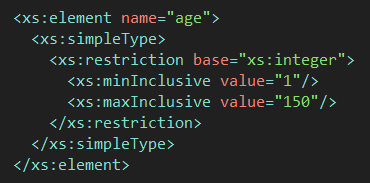 <xs:element name="age">
  <xs:simpleType>
    <xs:restriction base="xs:integer">
      <xs:minInclusive value="1"/>
      <xs:maxInclusive value="150"/>
    </xs:restriction>
  </xs:simpleType>
</xs:element>